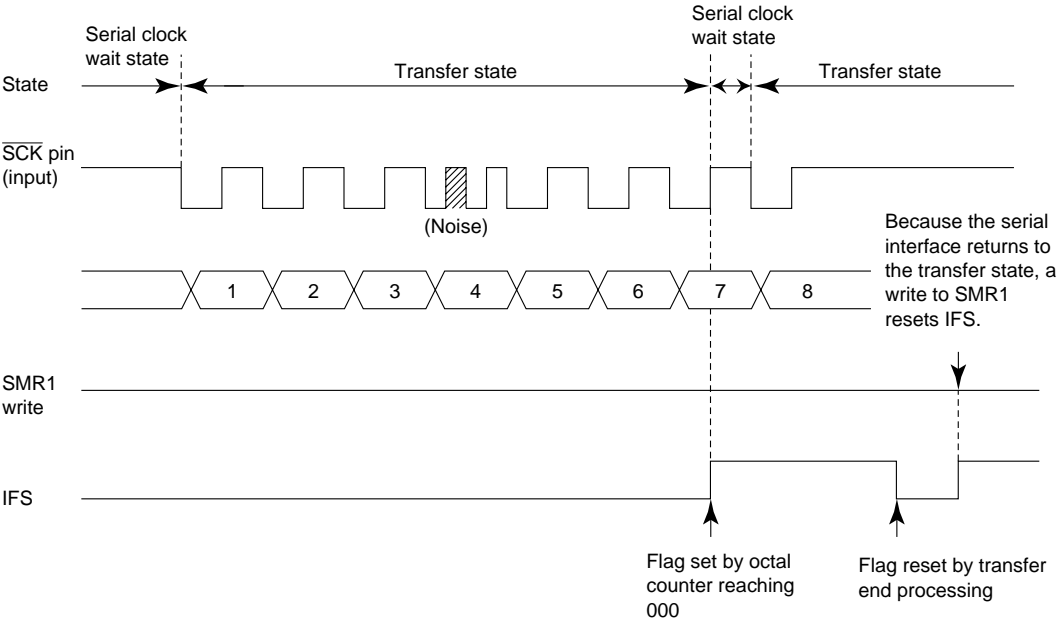 Serial clock
wait state
Serial clock
wait state
State
Transfer state
Transfer state
SCK pin
(input)
(Noise)
1 2 3 4 5 6 7 8
Because the serial
interface returns to
the transfer state, a
write to SMR1
resets IFS.
SMR1
write
IFS
Flag set by octal
counter reaching
000
Flag reset by transfer
end processing